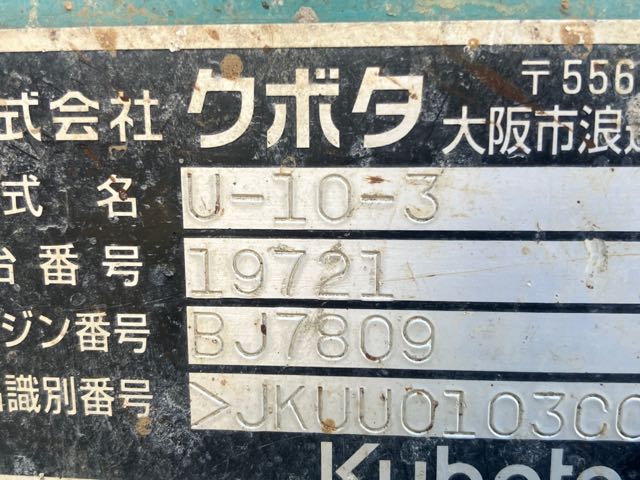 式会社 クボタ 〒556
大阪市浪
式名 U-10-3
台番号 19721
ジン番号 BJ7809
識別番号 >JKUU0103C0
Kubota